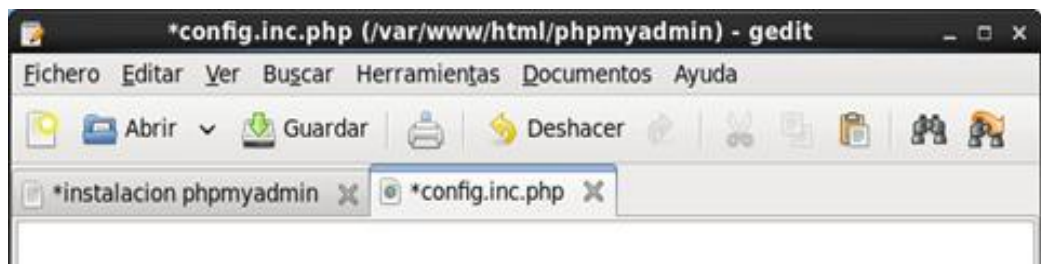 *config.inc.php (/var/www/html/phpmyadmin) - gedit
Fichero Editar Ver Buscar Herramientas Documentos Ayuda
Abrir Guardar Deshacer
*instalacion phpmyadmin *config.inc.php